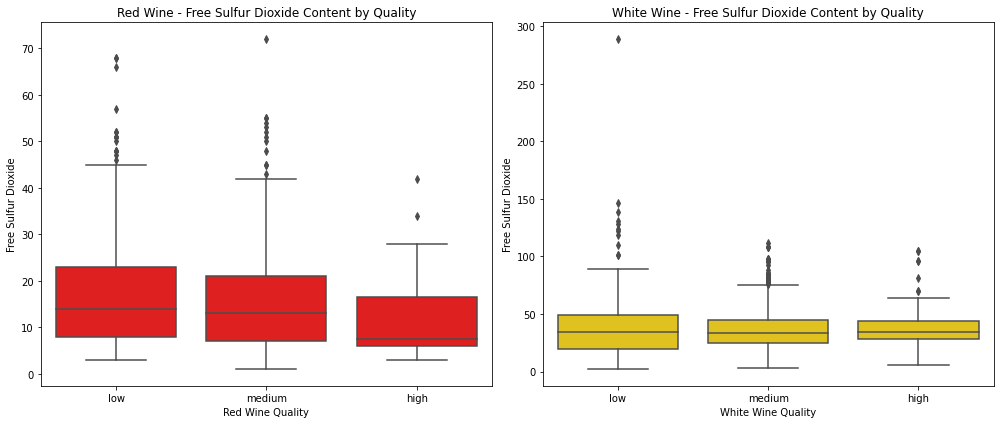 Red Wine - Free Sulfur Dioxide Content by Quality
Free Sulfur Dioxide
70
60
50
40
30
20
10
0
low medium high
Red Wine Quality
White Wine - Free Sulfur Dioxide Content by Quality
Free Sulfur Dioxide
300
250
200
150
100
50
0
low medium high
White Wine Quality